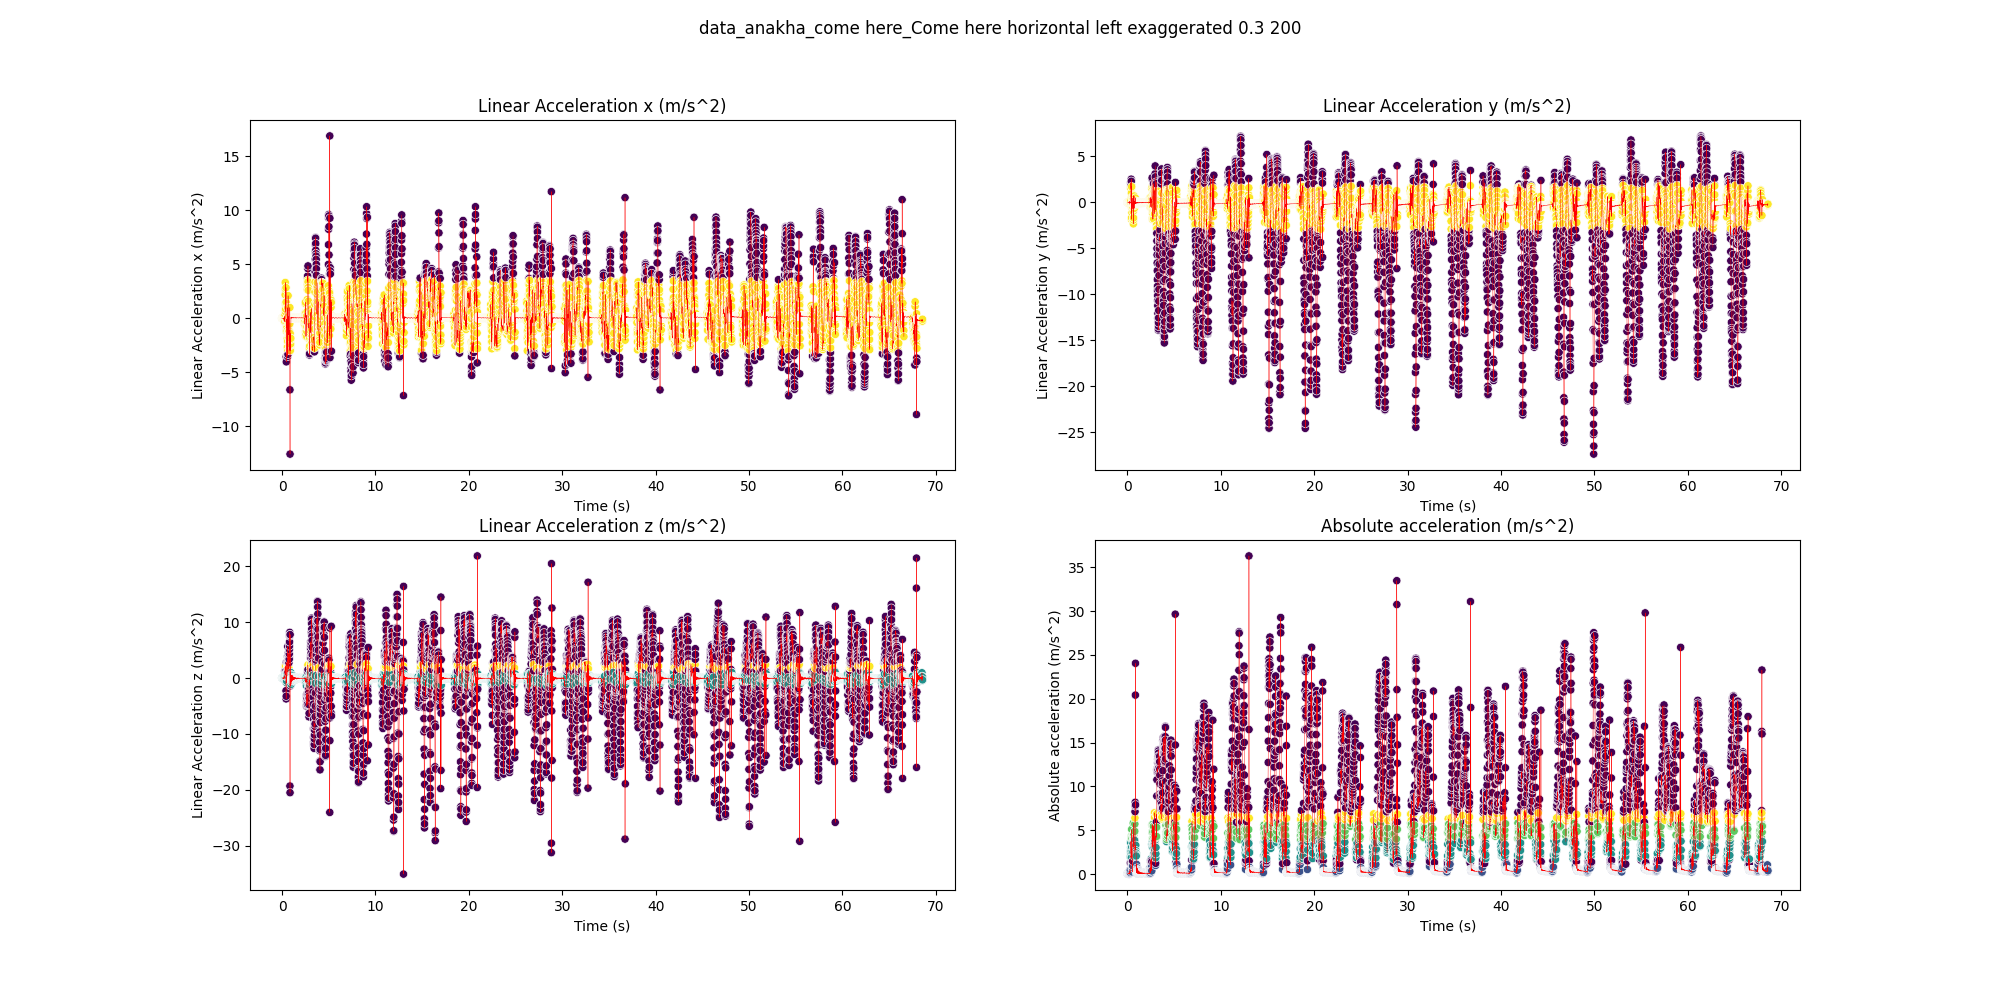 data_anakha_come here_Come here horizontal left exaggerated 0.3 200
Linear Acceleration x (m/s^2)
Linear Acceleration x (m/s^2)
15
10
5
0
−5
−10
0 10 20 30 40 50 60 70
Time (s)
Linear Acceleration y (m/s^2)
Linear Acceleration y (m/s^2)
5
0
−5
−10
−15
−20
−25
0 10 20 30 40 50 60 70
Time (s)
Linear Acceleration z (m/s^2)
Linear Acceleration z (m/s^2)
20
10
0
−10
−20
−30
0 10 20 30 40 50 60 70
Time (s)
Absolute acceleration (m/s^2)
Absolute acceleration (m/s^2)
35
30
25
20
15
10
5
0
0 10 20 30 40 50 60 70
Time (s)